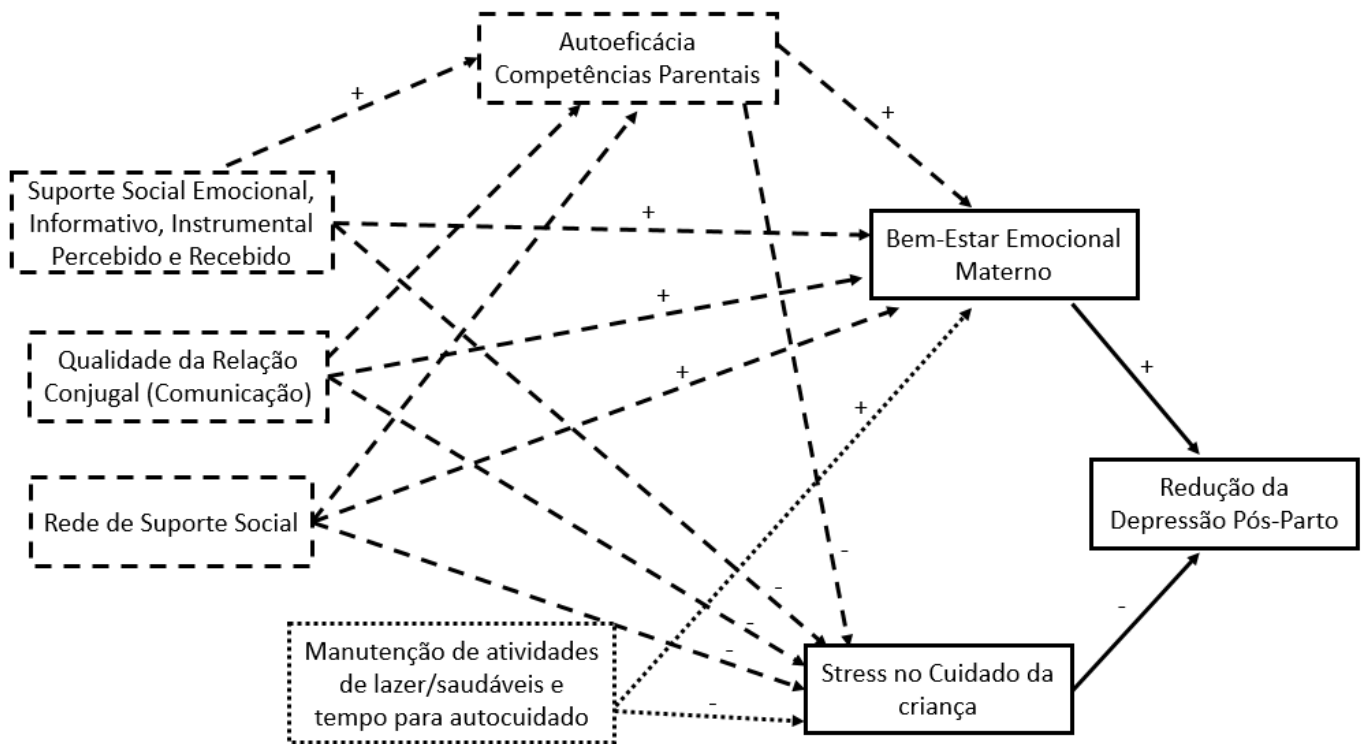 Autoeficácia
Competências Parentais
+
+
Suporte Social Emocional,
Informativo, Instrumental
Percebido e Recebido
+
Bem-Estar Emocional
Materno
+
Qualidade da Relação
Conjugal (Comunicação)
+
+
+
Rede de Suporte Social
Redução da
Depressão Pós-Parto
-
-
-
-
-
Manutenção de atividades
de lazer/saudáveis e
tempo para autocuidado
-
Stress no Cuidado da
criança